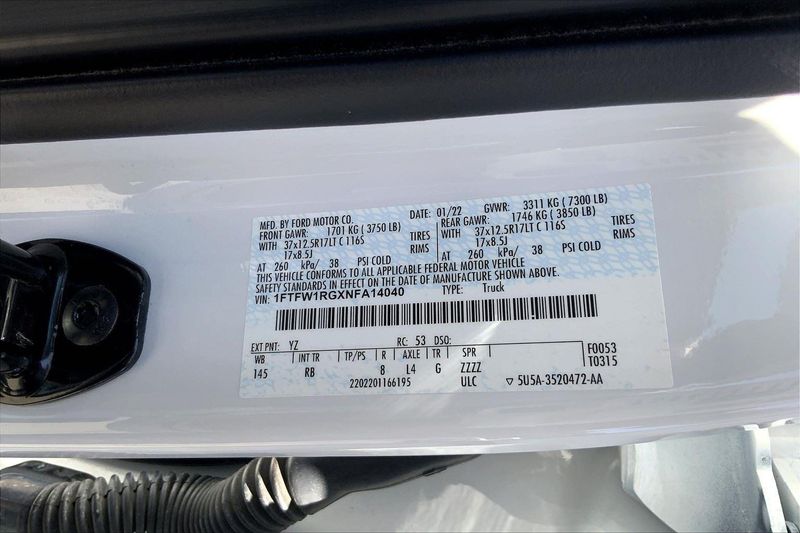 MFD. BY FORD MOTOR CO. DATE: 01/22 GVWR: 3311 KG ( 7300 LB)
FRONT GAWR: 1701 KG ( 3750 LB) REAR GAWR: 1746 KG ( 3850 LB)
WITH 37x12.5R17LT C 116S TIRES WITH 37x12.5R17LT C 116S TIRES
17x8.5J RIMS 17x8.5J RIMS
AT 260 kPa/ 38 PSI COLD AT 260 kPa/ 38 PSI COLD
THIS VEHICLE CONFORMS TO ALL APPLICABLE FEDERAL MOTOR VEHICLE
SAFETY STANDARDS IN EFFECT ON THE DATE OF MANUFACTURE SHOWN ABOVE.
VIN: 1FTFW1RGXNFA14040 TYPE: Truck
EXT PNT: YZ RC: 53 DSO: F0053
WB INT TR TP/PS R AXLE TR SPR T0315
145 RB 8 L4 G ZZZZ
2202201166195 ULC ▽ 5U5A-3520472-AA